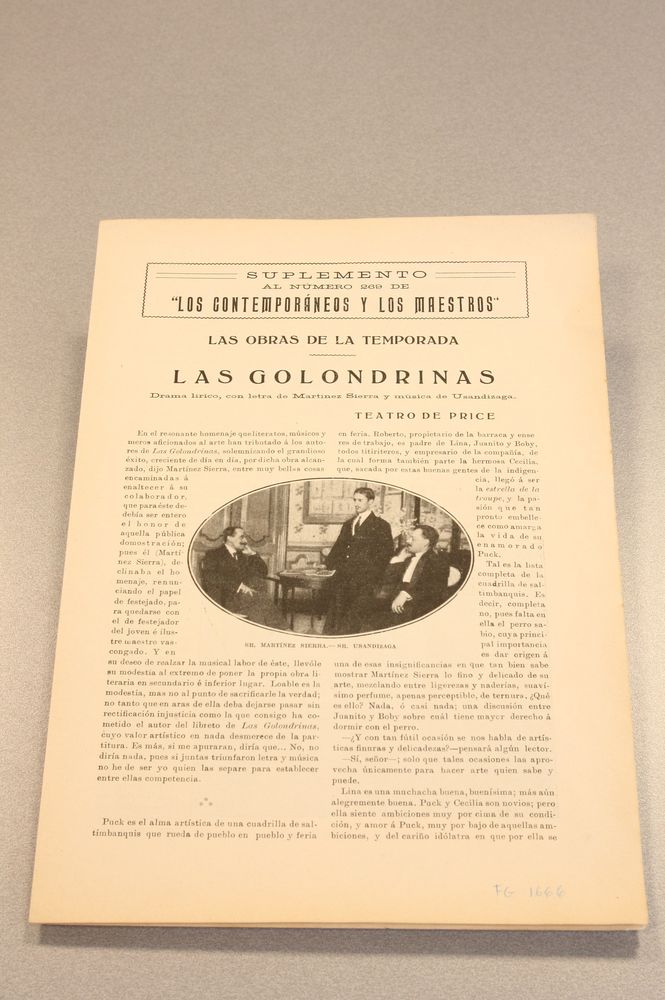 SUPLEMENTO
AL NÚMERO 269 DE
"LOS CONTEMPORÁNEOS Y LOS MAESTROS"
LAS OBRAS DE LA TEMPORADA
LAS GOLONDRINAS
Drama lírico, con letra de Martínez Sierra y música de Usandizaga.
TEATRO DE PRICE
En el resonante homenaje que literatos, músicos y
meros aficionados al arte han tributado á los auto-
res de Las Golondrinas, solemnizando el grandioso
éxito, creciente de día en día, por dicha obra alcan-
zado, dijo Martínez Sierra, entre muy bellas cosas
encaminadas á
enaltecer á su
colaborador,
que para éste de-
debía ser entero
el honor de
aquella pública
domostración;
pues él (Martí-
nez Sierra), de-
clinaba el ho
menaje, renun-
ciando el papel
de festejado, pa-
ra quedarse con
el de festejador
del joven é ilus-
tre maestro vas-
congado. Y en
su deseo de realzar la musical labor de éste, llevóle
su modestia al extremo de poner la propia obra li-
teraria en secundario é inferior lugar. Loable es la
modestia, mas no al punto de sacrificarle la verdad;
no tanto que en aras de ella deba dejarse pasar sin
rectificación injusticia como la que consigo ha co-
metido el autor del libreto de Las Golondrinas,
cuyo valor artístico en nada desmerece de la par-
titura. Es más, si me apuraran, diría que... No, no
diría nada, pues si juntas triunfaron letra y música
no he de ser yo quien las separe para establecer
entre ellas competencia.
Puck es el alma artística de una cuadrilla de sal-
timbanquis que rueda de pueblo en pueblo y feria
en feria. Roberto, propietario de la barraca y ense
res de trabajo, es padre de Lina, Juanito y Boby,
todos titiriteros, y empresario de la compañía, de
la cual forma también parte la hermosa Cecilia,
que, sacada por estas buenas gentes de la indigen-
cia, llegó á ser
la estrella de la
troupe, y la pa-
sión que tan
pronto embelle-
ce como amarga
la vida de su
enamorado
Puck.
Tal es la lista
completa de la
cuadrilla de sal-
timbanquis. Es
decir, completa
no, pues falta en
ella el perro sa-
bio, cuya princi-
pal importancia
es dar origen á
una de esas insignificancias en que tan bien sabe
mostrar Martínez Sierra lo fino y delicado de su
arte, mezclando entre ligerezas y naderías, suaví-
simo perfume, apenas perceptible, de ternura. ¿Qué
es ello? Nada, ó casi nada; una discusión entre
Juanito y Boby sobre cuál tiene mayor derecho á
dormir con el perro.
—¿Y con tan fútil ocasión se nos habla de artís-
ticas finuras y delicadezas?—pensará algún lector.
—Sí, señor—; solo que tales ocasiones las apro-
vecha únicamente para hacer arte quien sabe y
puede.
Lina es una muchacha buena, buenísima; más aún
alegremente buena. Puck y Cecilia son novios; pero
ella siente ambiciones muy por cima de su condi-
ción, y amor á Puck, muy por bajo de aquellas am-
biciones, y del cariño idólatra en que por ella se
SR. MARTÍNEZ SIERRA.—SR. USANDIZAGA
FG 1666